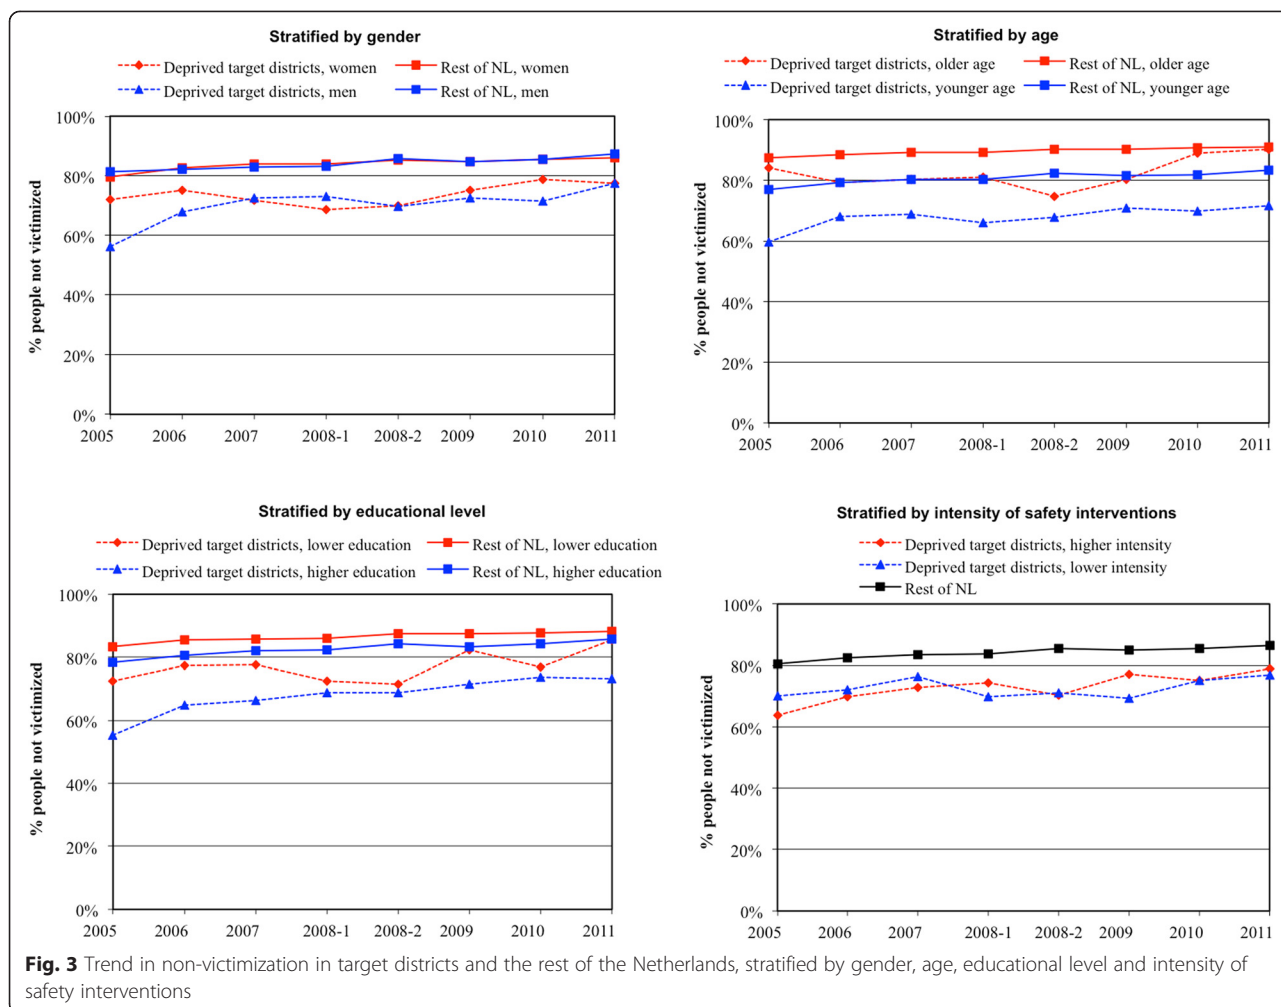 Stratified by gender
Deprived target districts, women Rest of NL, women
Deprived target districts, men Rest of NL, men
100%
80%
60%
40%
20%
0%
% people not victimized
2005 2006 2007 2008-1 2008-2 2009 2010 2011
Stratified by age
Deprived target districts, older age Rest of NL, older age
Deprived target districts, younger age Rest of NL, younger age
100%
80%
60%
40%
20%
0%
% people not victimized
2005 2006 2007 2008-1 2008-2 2009 2010 2011
Stratified by educational level
Deprived target districts, lower education Rest of NL, lower education
Deprived target districts, higher education Rest of NL, higher education
100%
80%
60%
40%
20%
0%
% people not victimized
2005 2006 2007 2008-1 2008-2 2009 2010 2011
Stratified by intensity of safety interventions
Deprived target districts, higher intensity
Deprived target districts, lower intensity
Rest of NL
100%
80%
60%
40%
20%
0%
% people not victimized
2005 2006 2007 2008-1 2008-2 2009 2010 2011
Fig. 3 Trend in non-victimization in target districts and the rest of the Netherlands, stratified by gender, age, educational level and intensity of
safety interventions